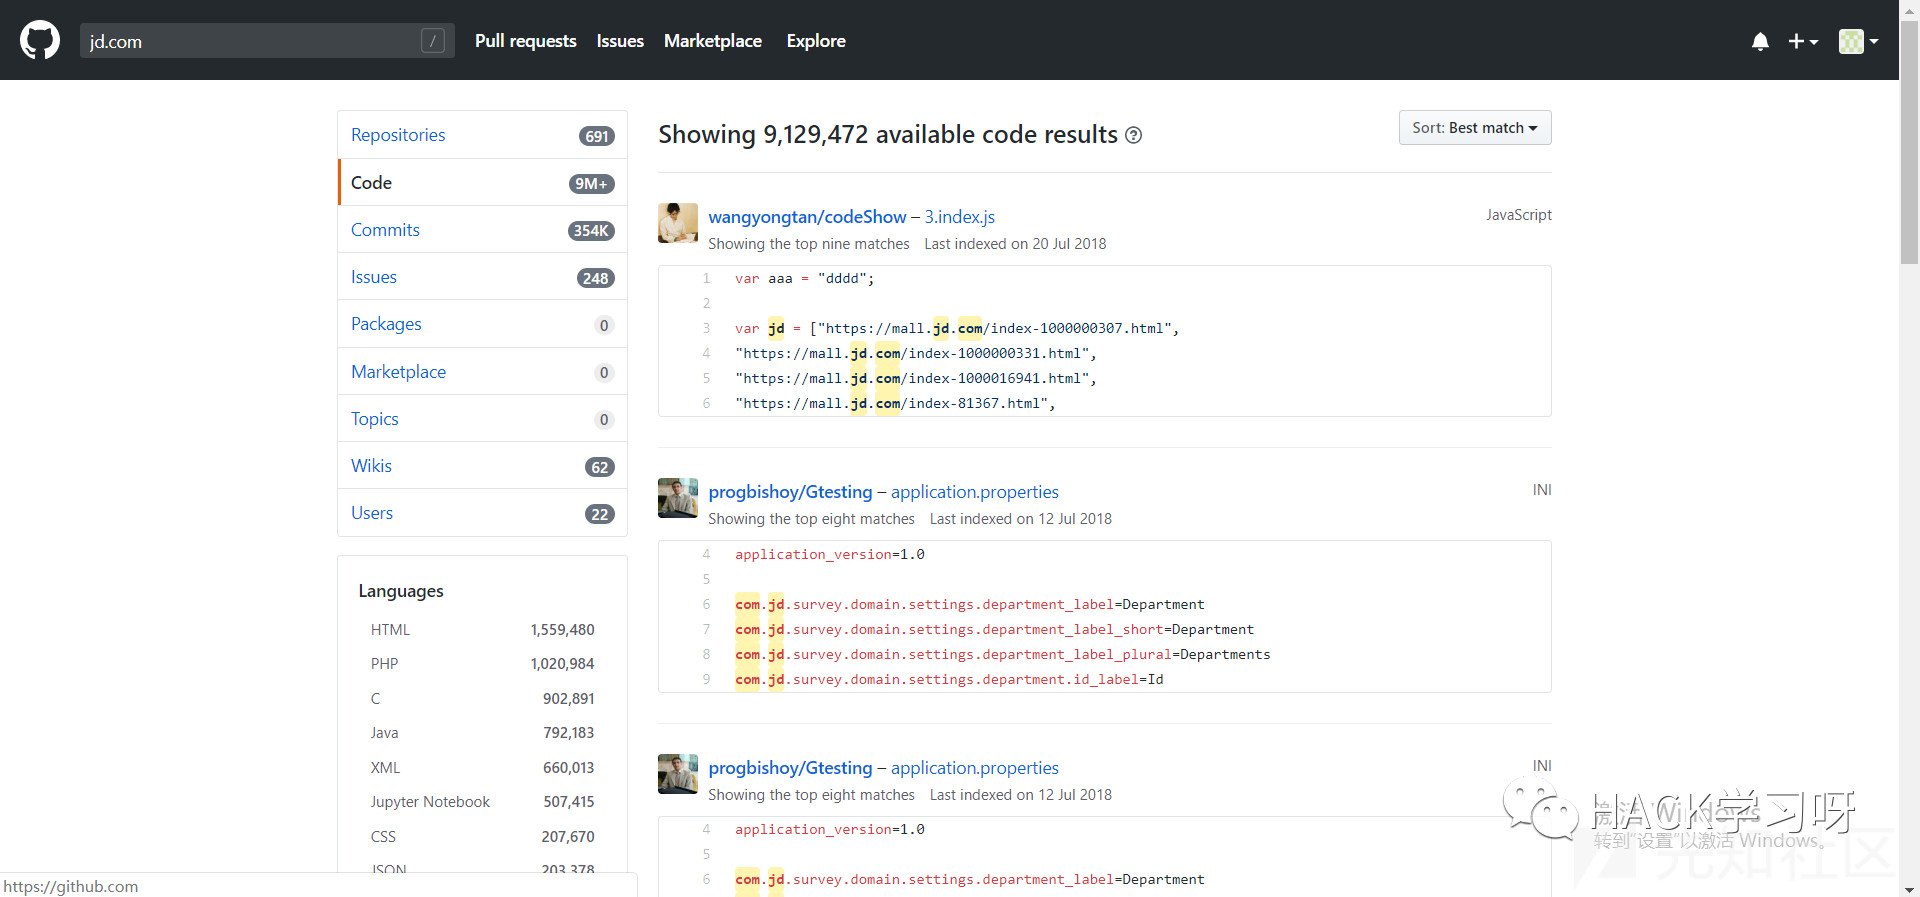 jd.com
/
Pull requests
Issues
Marketplace
Explore
Repositories 691
Code 9M+
Commits 354K
Issues 248
Packages 0
Marketplace 0
Topics 0
Wikis 62
Users 22
Languages
HTML 1,559,480
PHP 1,020,984
C 902,891
Java 792,183
XML 660,013
Jupyter Notebook 507,415
CSS 207,670
JSON 203,378
Showing 9,129,472 available code results ?
Sort: Best match
wangyongtan/codeShow – 3.index.js
JavaScript
Showing the top nine matches Last indexed on 20 Jul 2018
1 var aaa = "dddd";
2
3 var jd = ["https://mall.jd.com/index-1000000307.html",
4 "https://mall.jd.com/index-1000000331.html",
5 "https://mall.jd.com/index-1000016941.html",
6 "https://mall.jd.com/index-81367.html",
progbishoy/Gtesting – application.properties
INI
Showing the top eight matches Last indexed on 12 Jul 2018
4 application_version=1.0
5
6 com.jd.survey.domain.settings.department_label=Department
7 com.jd.survey.domain.settings.department_label_short=Department
8 com.jd.survey.domain.settings.department_label_plural=Departments
9 com.jd.survey.domain.settings.department.id_label=Id
progbishoy/Gtesting – application.properties
INI
Showing the top eight matches Last indexed on 12 Jul 2018
4 application_version=1.0
5
6 com.jd.survey.domain.settings.department_label=Department
https://github.com
HACK学习呀
激活 Windows
转到"设置"以激活 Windows。
先知社区